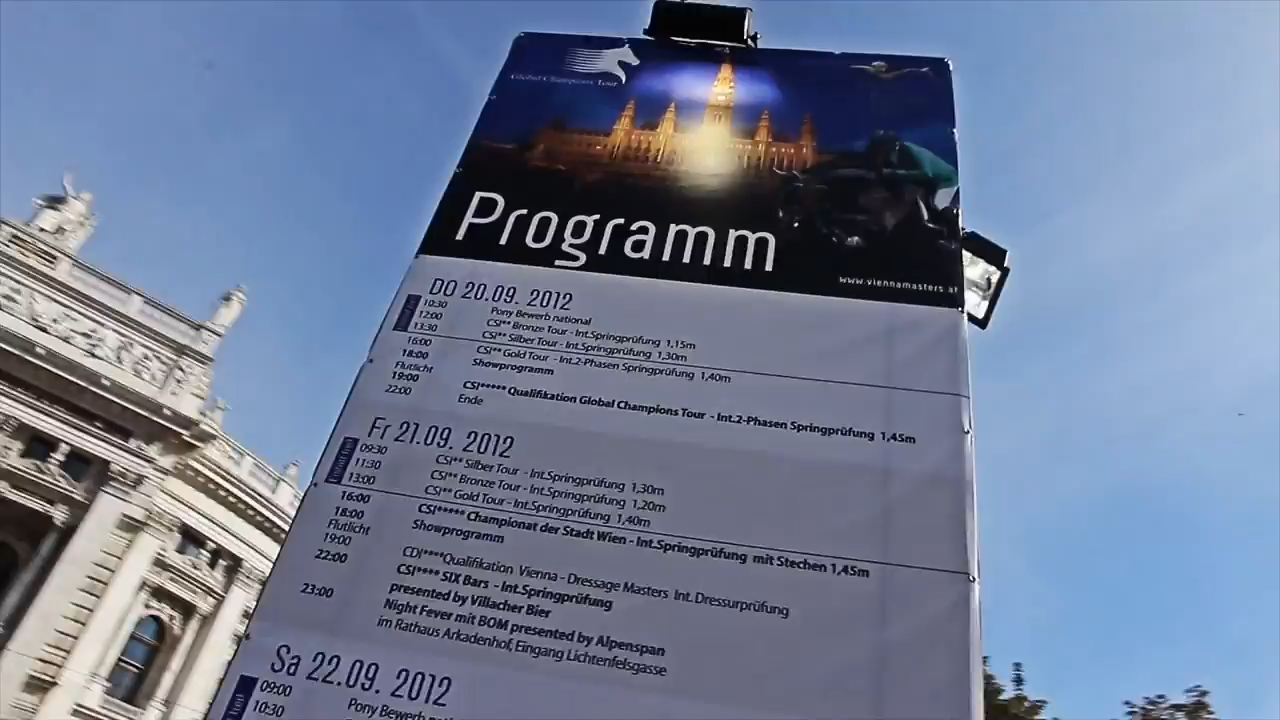 Global Champions Tour
Programm
www.viennamasters.at
DO 20.09. 2012
10:30 Pony Bewerb national
12:00 CSI** Bronze Tour - Int.Springprüfung 1,15m
13:30 CSI** Silber Tour - Int.Springprüfung 1,30m
16:00 CSI** Gold Tour - Int.2-Phasen Springprüfung 1,40m
18:00 Showprogramm
Flutlicht
19:00 CSI***** Qualifikation Global Champions Tour - Int.2-Phasen Springprüfung 1,45m
22:00 Ende
Fr 21.09. 2012
09:30 CSI** Silber Tour - Int.Springprüfung 1,30m
11:30 CSI** Bronze Tour - Int.Springprüfung 1,20m
13:00 CSI** Gold Tour - Int.Springprüfung 1,40m
16:00 CSI***** Championat der Stadt Wien - Int.Springprüfung mit Stechen 1,45m
18:00 Showprogramm
Flutlicht
19:00 CDI****Qualifikation Vienna - Dressage Masters Int. Dressurprüfung
22:00 CSI**** SIX Bars - Int.Springprüfung
presented by Villacher Bier
23:00 Night Fever mit BOM presented by Alpenspan
im Rathaus Arkadenhof, Eingang Lichtenfelsgasse
Sa 22.09. 2012
09:00 Pony Bewerb
10:30